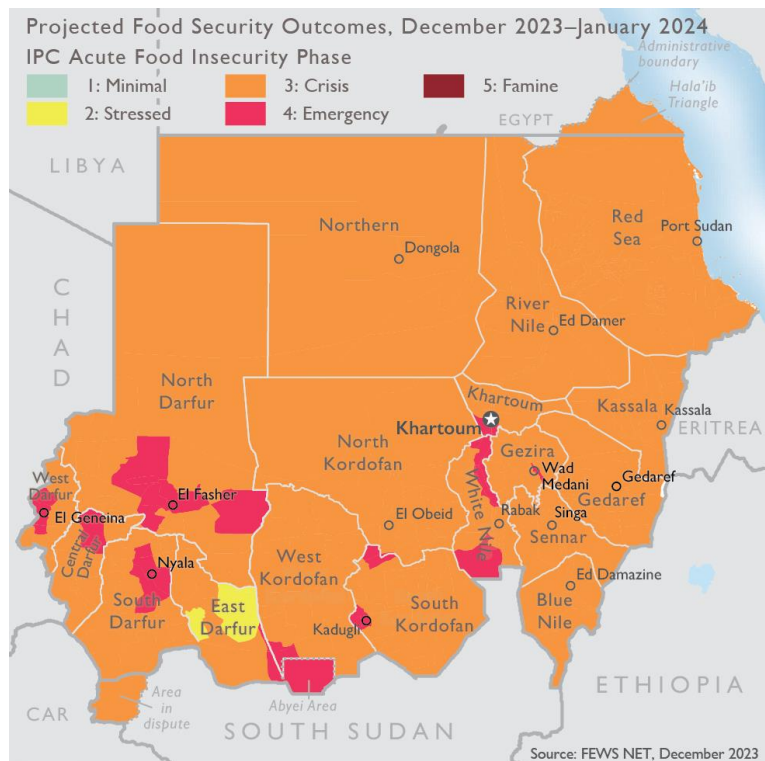 Projected Food Security Outcomes, December 2023–January 2024
IPC Acute Food Insecurity Phase
1: Minimal
3: Crisis
5: Famine
2: Stressed
4: Emergency
Administrative
boundary
Hala'ib
Triangle
EGYPT
LIBYA
Northern
Dongola
Red
Sea
Port Sudan
River
Nile
Ed Damer
CHAD
North
Darfur
Khartoum
Khartoum
Kassala
Kassala
ERITREA
North
Kordofan
Gezira
Wad
Medani
Gedaref
Gedaref
West
Darfur
El Geneina
El Fasher
El Obeid
White Nile
Rabak
Singa
Sennar
Central
Darfur
Nyala
South
Darfur
East
Darfur
West
Kordofan
Kadugli
South
Kordofan
Ed Damazine
Blue
Nile
ETHIOPIA
Area
in
dispute
Abyei Area
CAR
SOUTH SUDAN
Source: FEWS NET, December 2023